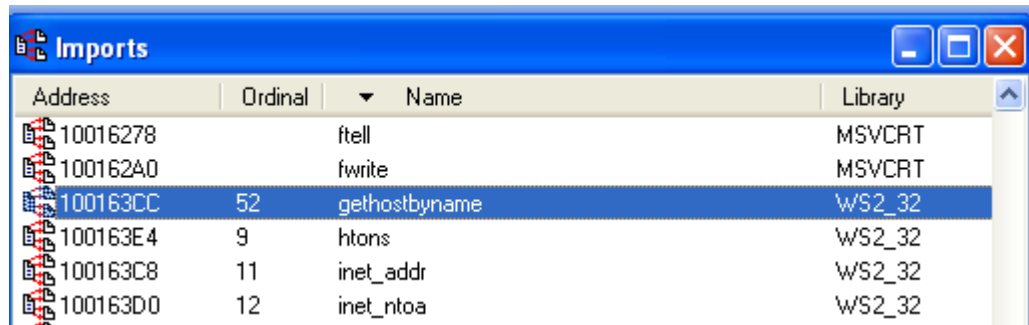 Imports
Address Ordinal Name Library
10016278 ftell MSVCRT
100162A0 fwrite MSVCRT
100163CC 52 gethostbyname WS2_32
100163E4 9 htons WS2_32
100163C8 11 inet_addr WS2_32
100163D0 12 inet_ntoa WS2_32